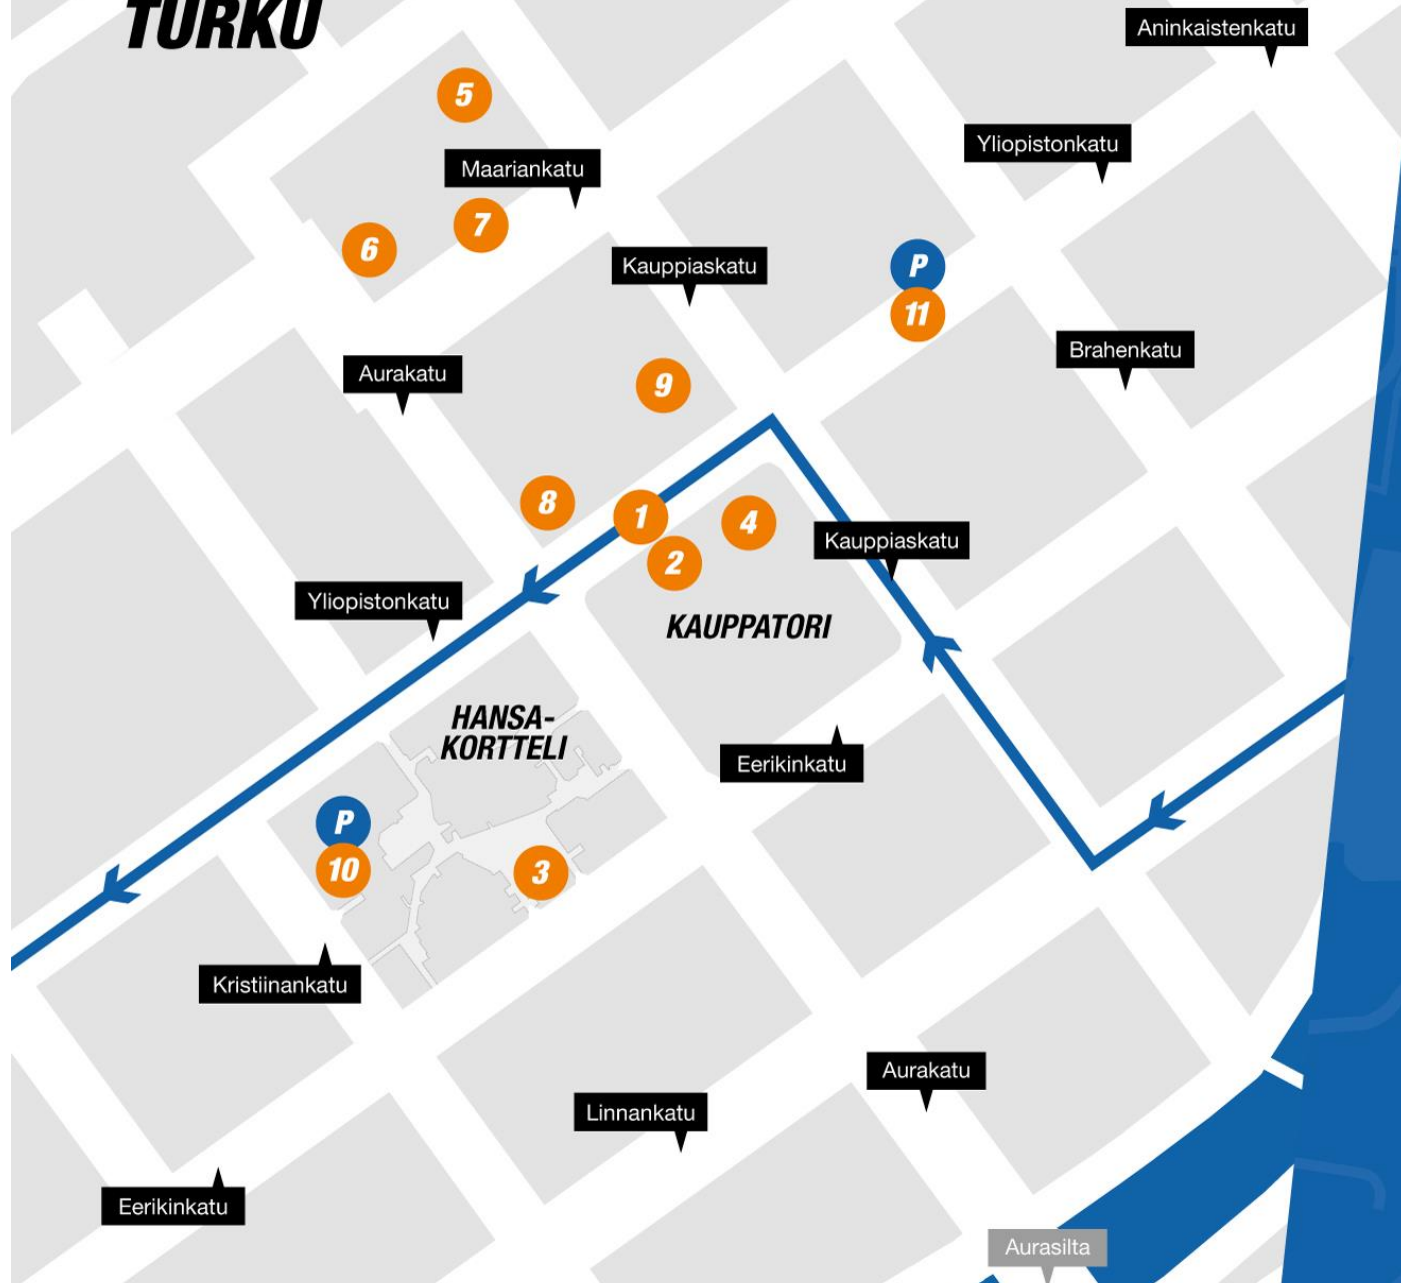 TURKU
Aninkaistenkatu
5
Yliopistonkatu
Maariankatu
7
6
Kauppiaskatu
P
11
Brahenkatu
Aurakatu
9
8
1
4
2
Kauppiaskatu
Yliopistonkatu
KAUPPATORI
HANSA-
KORTTELI
Eerikinkatu
P
10
3
Kristiinankatu
Aurakatu
Linnankatu
Eerikinkatu
Aurasilta